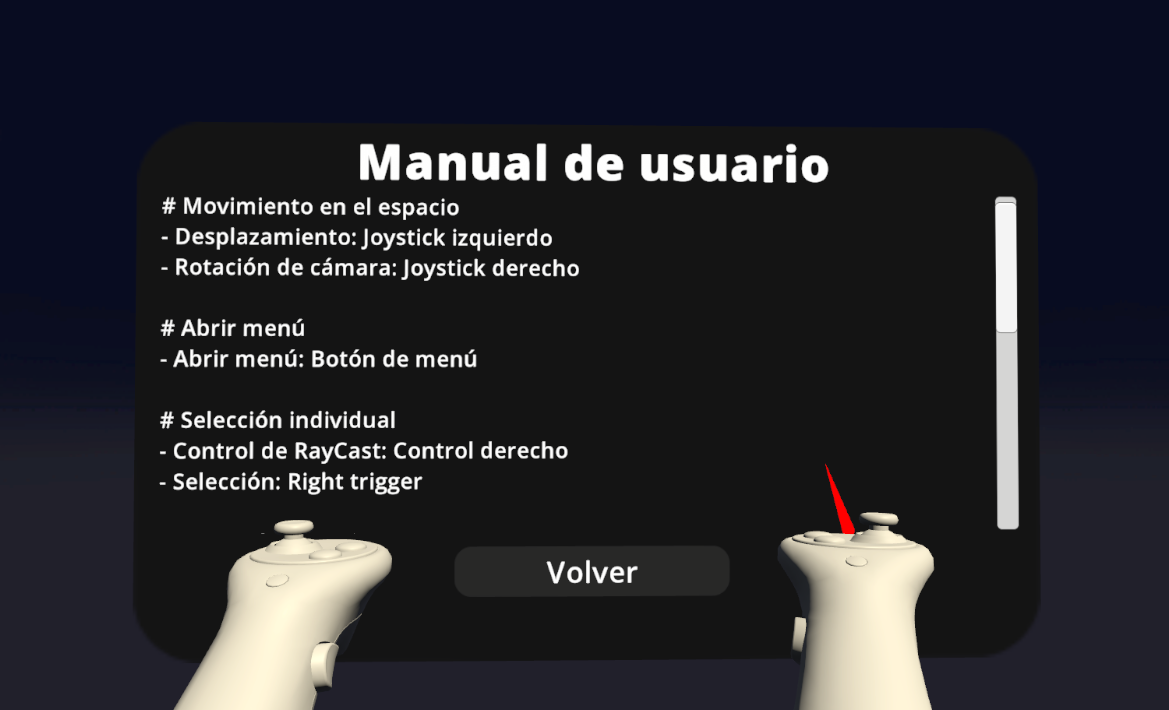 Manual de usuario
# Movimiento en el espacio
- Desplazamiento: Joystick izquierdo
- Rotación de cámara: Joystick derecho
# Abrir menú
- Abrir menú: Botón de menú
# Selección individual
- Control de RayCast: Control derecho
- Selección: Right trigger
Volver